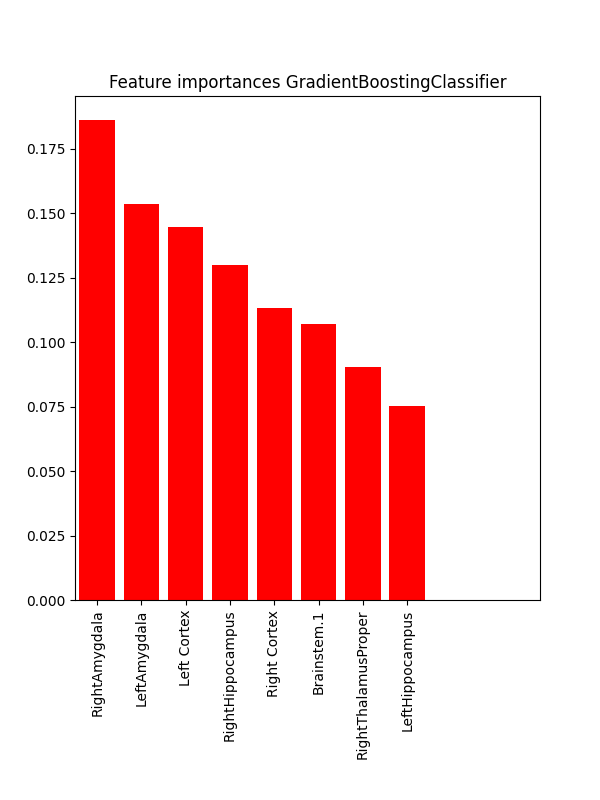 Feature importances GradientBoostingClassifier
0.175
0.150
0.125
0.100
0.075
0.050
0.025
0.000
RightAmygdala
LeftAmygdala
Left Cortex
RightHippocampus
Right Cortex
Brainstem.1
RightThalamusProper
LeftHippocampus